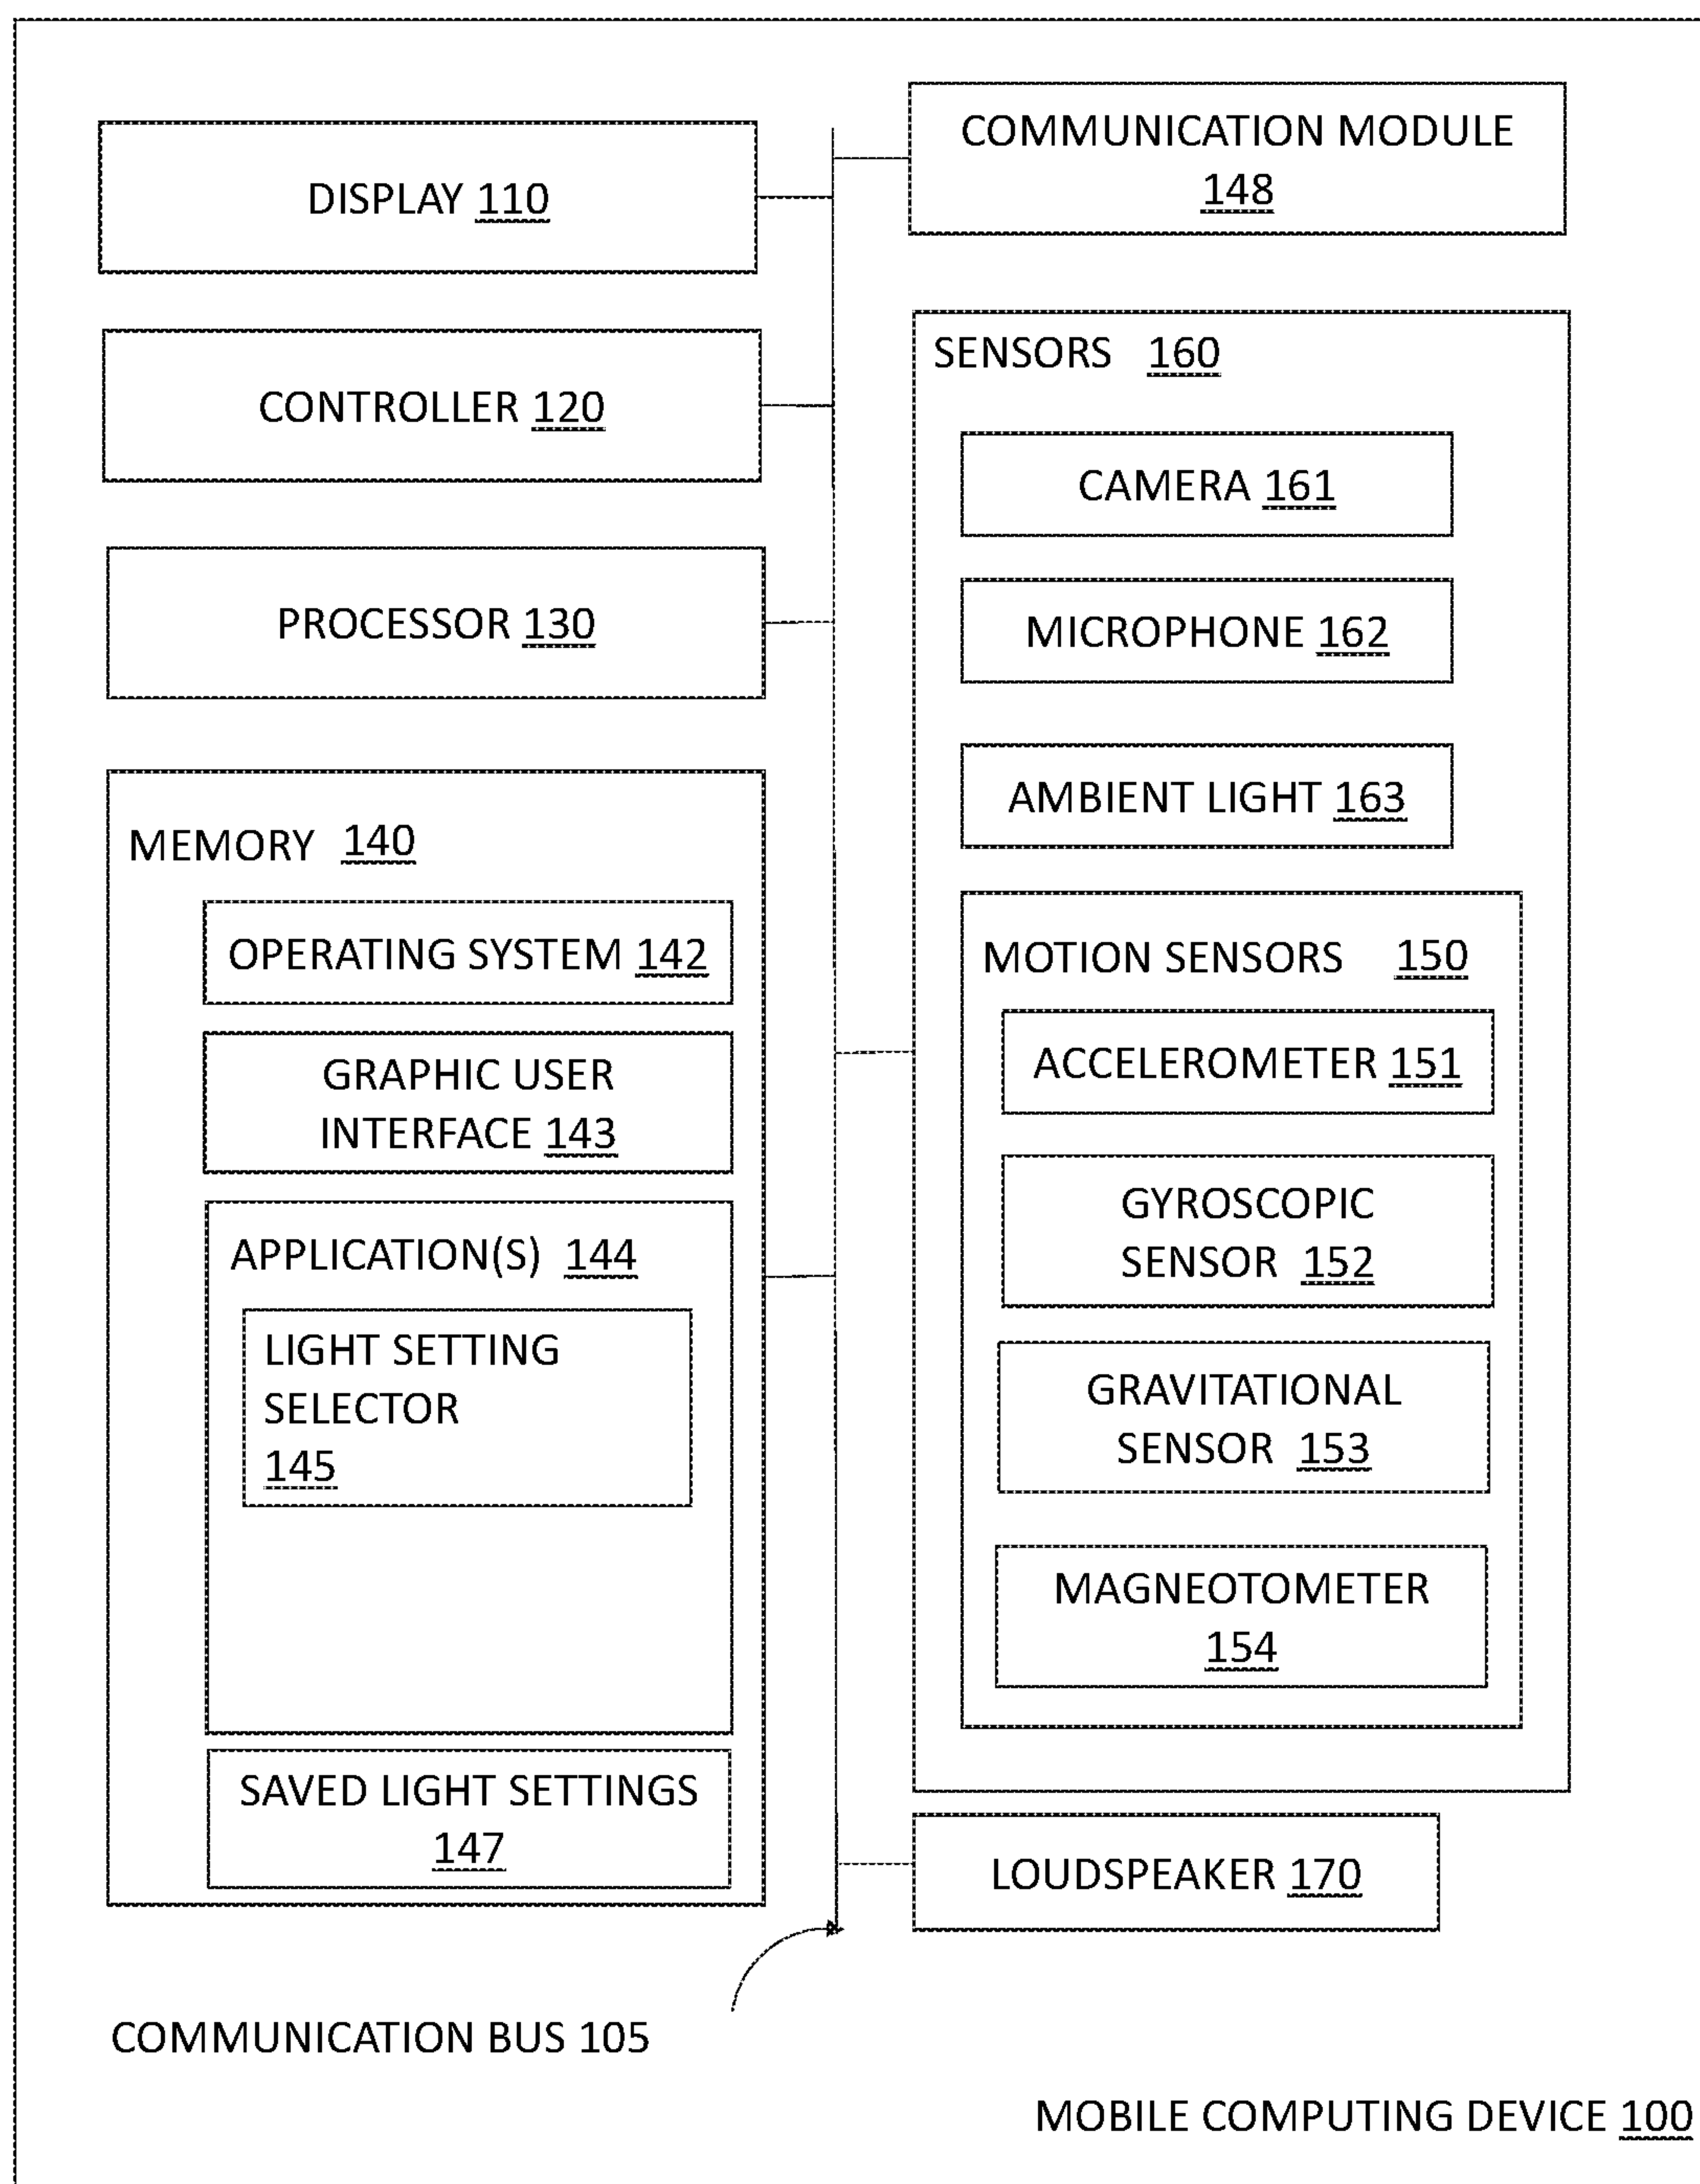 DISPLAY 110
CONTROLLER 120
PROCESSOR 130
MEMORY 140
OPERATING SYSTEM 142
GRAPHIC USER
INTERFACE 143
APPLICATION(S) 144
LIGHT SETTING
SELECTOR
145
SAVED LIGHT SETTINGS
147
COMMUNICATION MODULE
148
SENSORS 160
CAMERA 161
MICROPHONE 162
AMBIENT LIGHT 163
MOTION SENSORS 150
ACCELEROMETER 151
GYROSCOPIC
SENSOR 152
GRAVITATIONAL
SENSOR 153
MAGNEOTOMETER
154
LOUDSPEAKER 170
COMMUNICATION BUS 105
MOBILE COMPUTING DEVICE 100